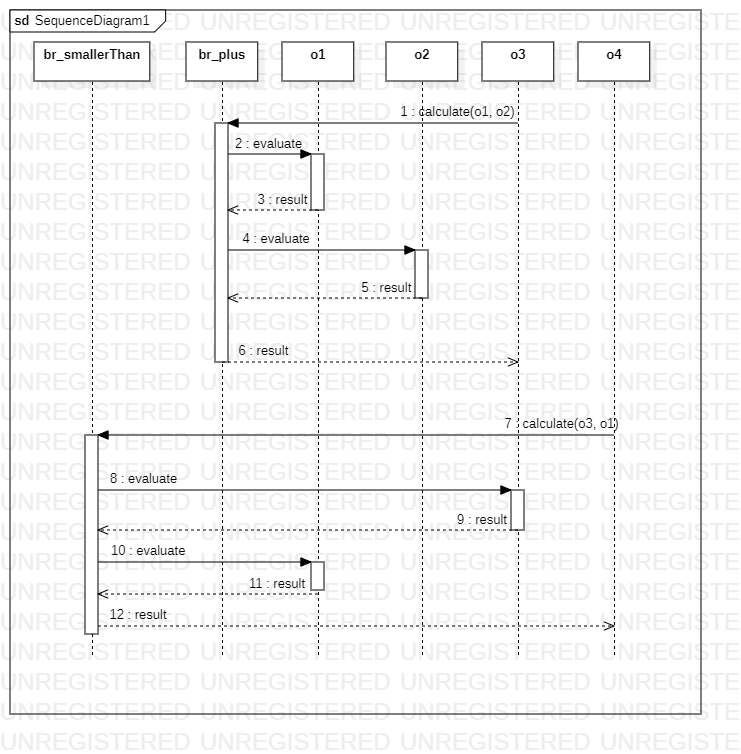 sd SequenceDiagram1
br_smallerThan br_plus o1 o2 o3 o4
1 : calculate(o1, o2)
2 : evaluate
3 : result
4 : evaluate
5 : result
6 : result
7 : calculate(o3, o1)
8 : evaluate
9 : result
10 : evaluate
11 : result
12 : result
UNREGISTERED UNREGISTERED UNREGISTERED UNREGISTERED